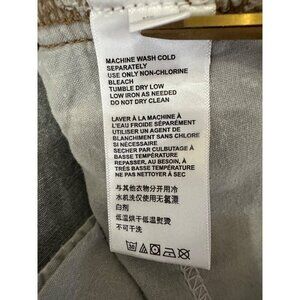 MACHINE WASH COLD
SEPARATELY
USE ONLY NON-CHLORINE
BLEACH
TUMBLE DRY LOW
LOW IRON AS NEEDED
DO NOT DRY CLEAN
LAVER À LA MACHINE À
L'EAU FROIDE SÉPARÉMENT
UTILISER UN AGENT DE
BLANCHIMENT SANS CHLORE
SI NÉCESSAIRE
SECHER PAR CULBUTAGE À
BASSE TEMPÉRATURE
REPASSER, AU BESOIN, À
TRÈS BASSE TEMPÉRATURE
NE PAS NETTOYER À SEC
与其他衣物分开用冷
水机洗仅使用无氯漂
白剂
低温烘干低温熨烫
不可干洗